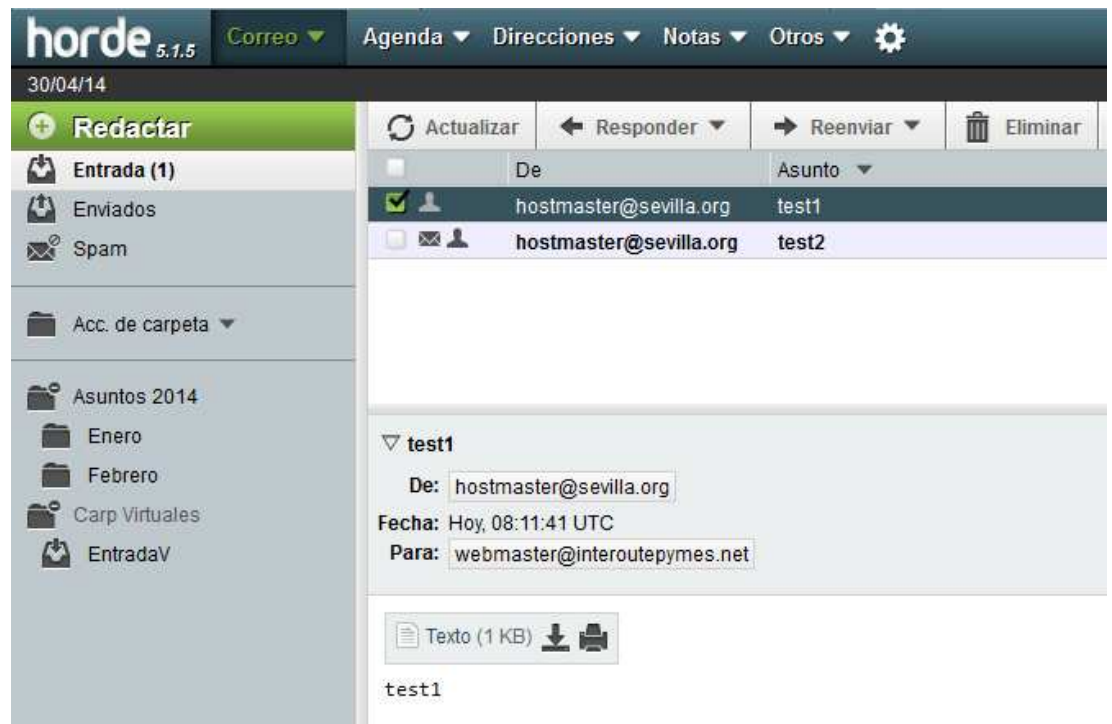 horde 5.1.5 Correo Agenda Direcciones Notas Otros
30/04/14
Redactar
Actualizar Responder Reenviar Eliminar
Entrada (1)
De Asunto
Enviados
hostmaster@sevilla.org test1
Spam
hostmaster@sevilla.org test2
Acc. de carpeta
Asuntos 2014
Enero
Febrero
Carp Virtuales
EntradaV
test1
De: hostmaster@sevilla.org
Fecha: Hoy, 08:11:41 UTC
Para: webmaster@interoutepymes.net
Texto (1 KB)
test1